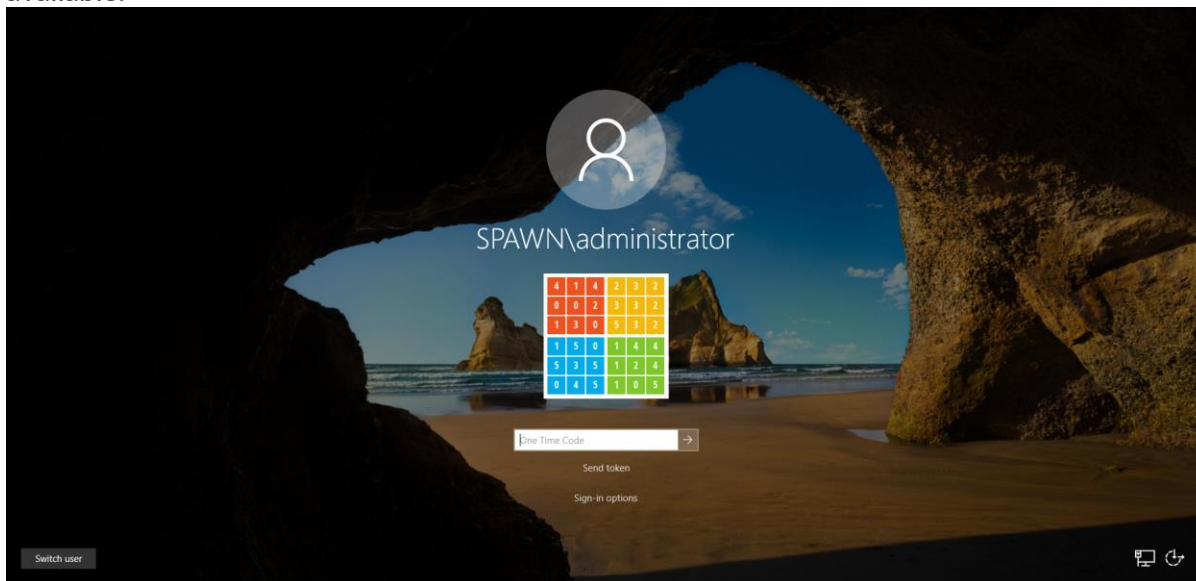 SPAWN\administrator
4 1 4 2 3 2
0 0 2 3 3 2
1 3 0 5 3 2
1 5 0 1 4 4
5 3 5 1 2 4
0 4 5 1 0 5
One Time Code
Send token
Sign-in options
Switch user